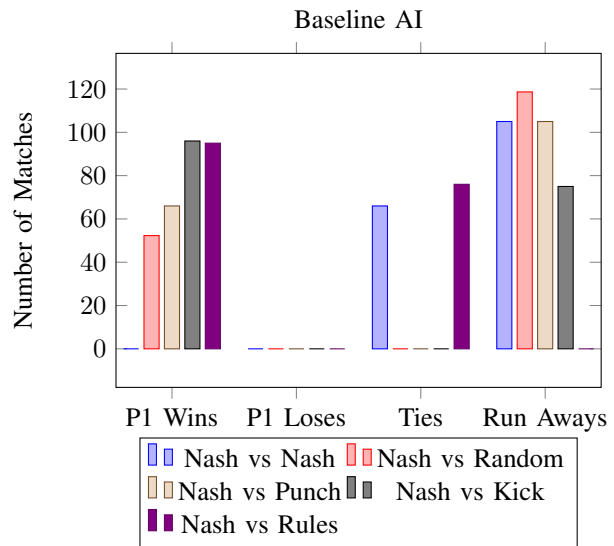 Baseline AI
Number of Matches
120
100
80
60
40
20
0
P1 Wins P1 Loses Ties Run Aways
Nash vs Nash Nash vs Random
Nash vs Punch Nash vs Kick
Nash vs Rules